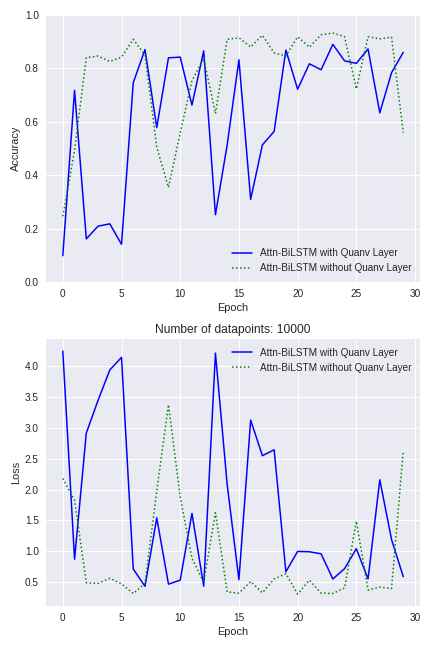 1.0
0.8
0.6
0.4
0.2
0.0
Accuracy
Attn-BiLSTM with Quanv Layer
Attn-BiLSTM without Quanv Layer
0 5 10 15 20 25 30
Epoch
Number of datapoints: 10000
Attn-BiLSTM with Quanv Layer
Attn-BiLSTM without Quanv Layer
4.0
3.5
3.0
2.5
2.0
1.5
1.0
0.5
Loss
0 5 10 15 20 25 30
Epoch